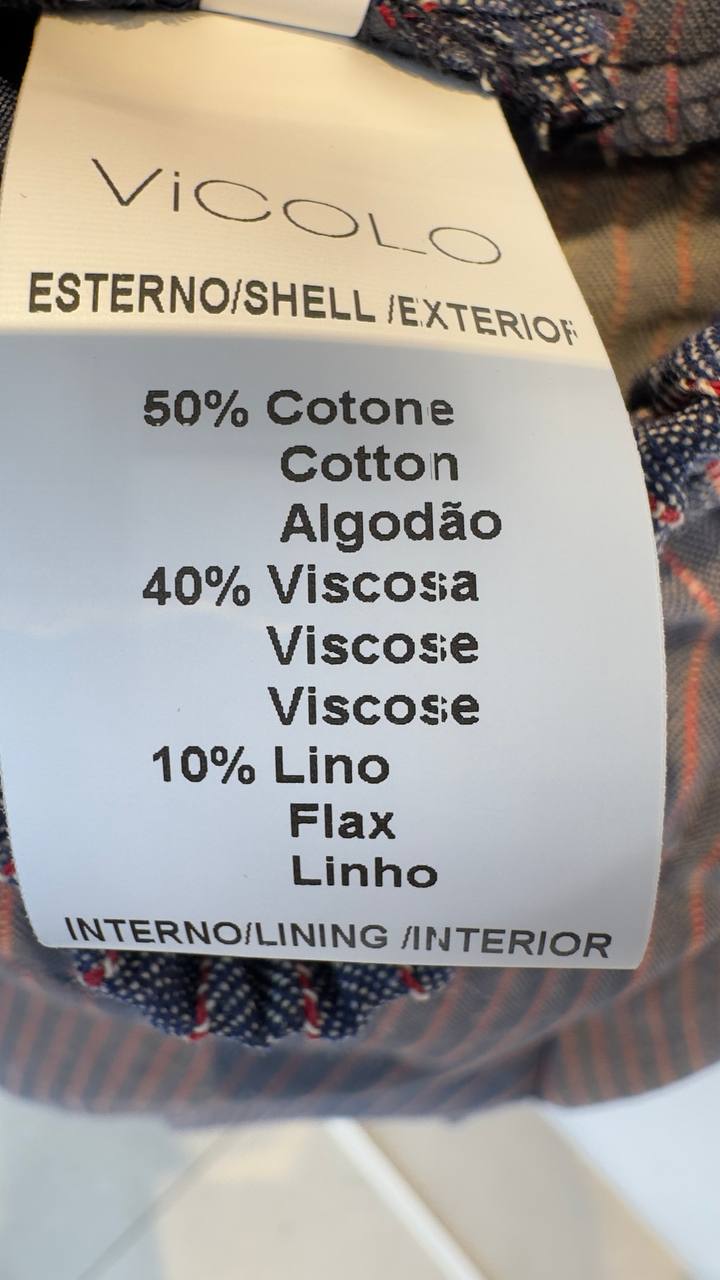 ViCOLO
ESTERNO/SHELL /EXTERIOR
50% Cotone
Cotton
Algodão
40% Viscosa
Viscose
Viscose
10% Lino
Flax
Linho
INTERNO/LINING /INTERIOR